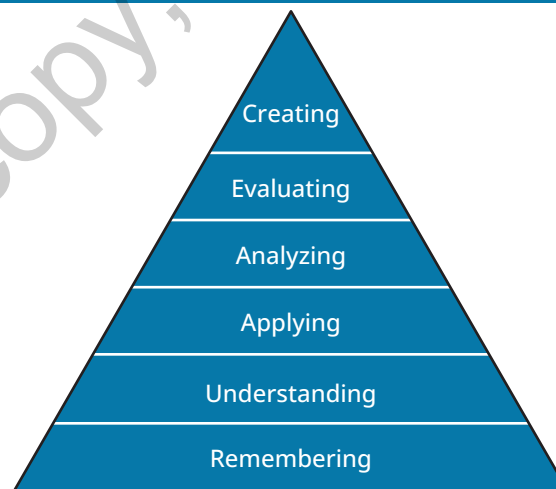 copy,
Creating
Evaluating
Analyzing
Applying
Understanding
Remembering